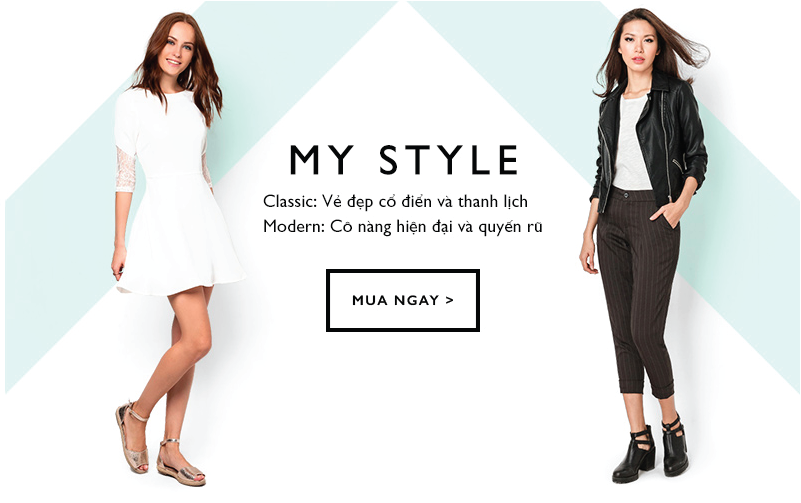 MY STYLE
Classic: Vẻ đẹp cổ điển và thanh lịch
Modern: Cô nàng hiện đại và quyến rũ
MUA NGAY >